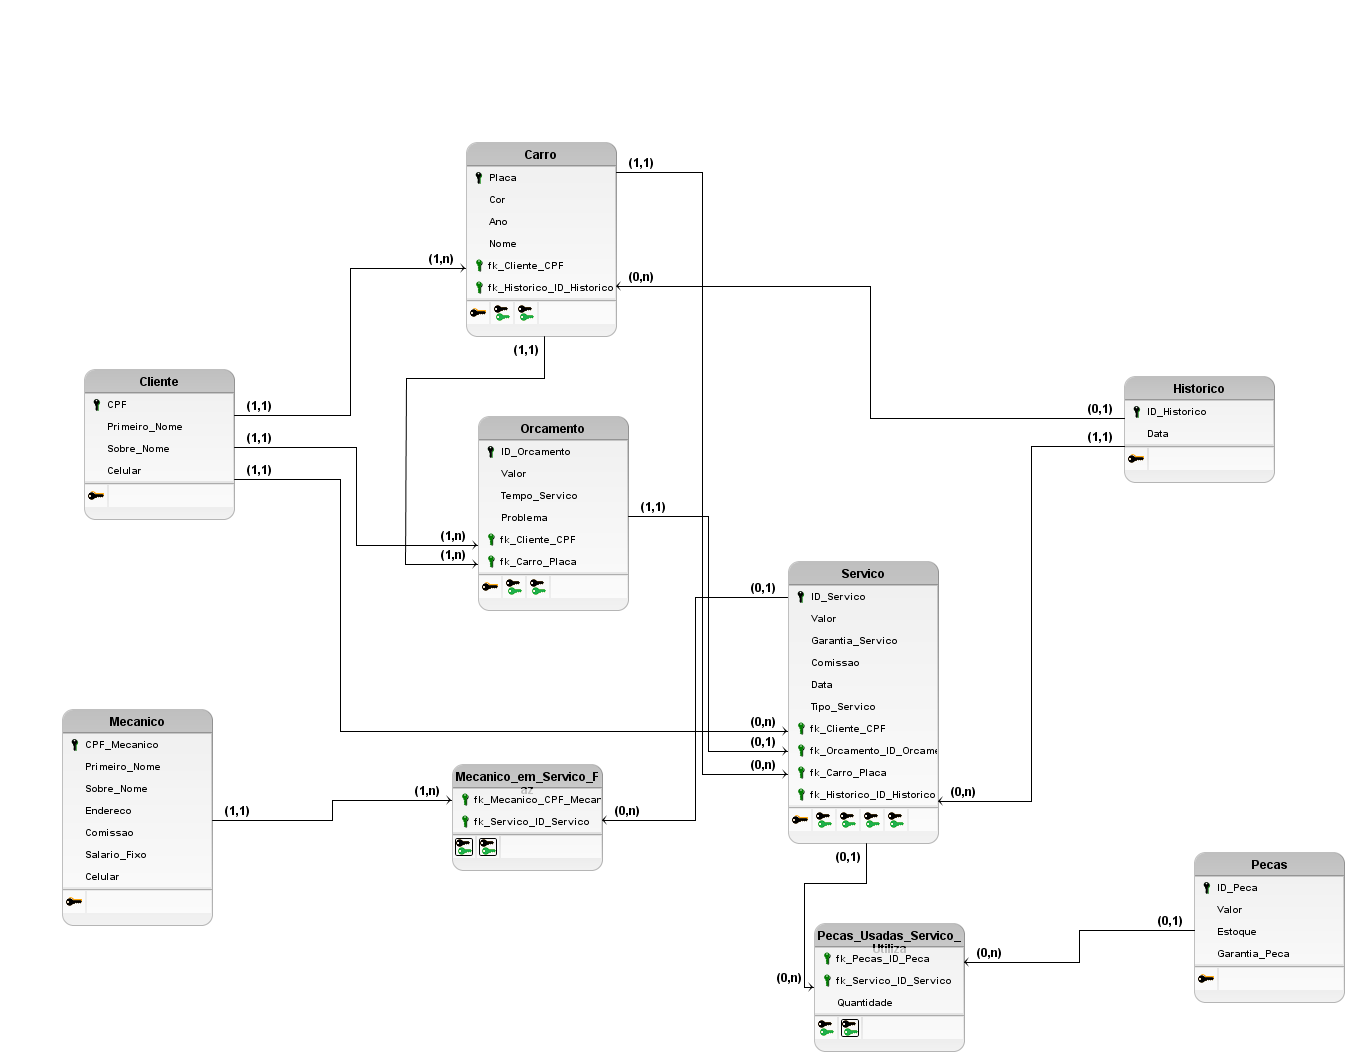 Carro
Placa
Cor
Ano
Nome
fk_Cliente_CPF
fk_Historico_ID_Historico
(1,1)
(1,n)
(0,n)
(1,1)
Cliente
CPF
Primeiro_Nome
Sobre_Nome
Celular
(1,1)
(1,1)
(1,1)
Historico
ID_Historico
Data
(0,1)
(1,1)
Orcamento
ID_Orcamento
Valor
Tempo_Servico
Problema
fk_Cliente_CPF
fk_Carro_Placa
(1,1)
(1,n)
(1,n)
Servico
ID_Servico
Valor
Garantia_Servico
Comissao
Data
Tipo_Servico
fk_Cliente_CPF
fk_Orcamento_ID_Orcame
fk_Carro_Placa
fk_Historico_ID_Historico
(0,1)
(0,n)
(0,1)
(0,n)
(0,n)
(0,1)
Mecanico
CPF_Mecanico
Primeiro_Nome
Sobre_Nome
Endereco
Comissao
Salario_Fixo
Celular
(1,1)
(1,n)
Mecanico_em_Servico_F
az
fk_Mecanico_CPF_Mecan
fk_Servico_ID_Servico
(0,n)
Pecas
ID_Peca
Valor
Estoque
Garantia_Peca
(0,1)
Pecas_Usadas_Servico_
Utiliza
fk_Pecas_ID_Peca
fk_Servico_ID_Servico
Quantidade
(0,n)
(0,n)